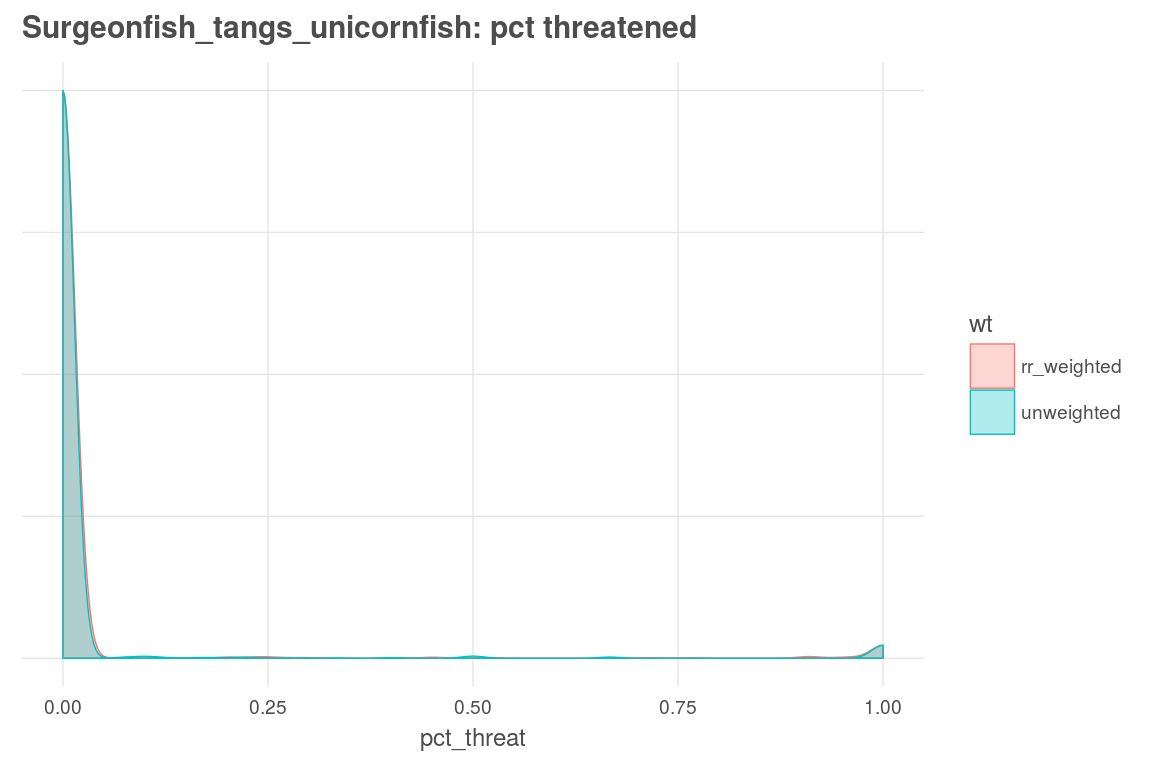 Surgeonfish_tangs_unicornfish: pct threatened
wt
rr_weighted
unweighted
0.00 0.25 0.50 0.75 1.00
pct_threat